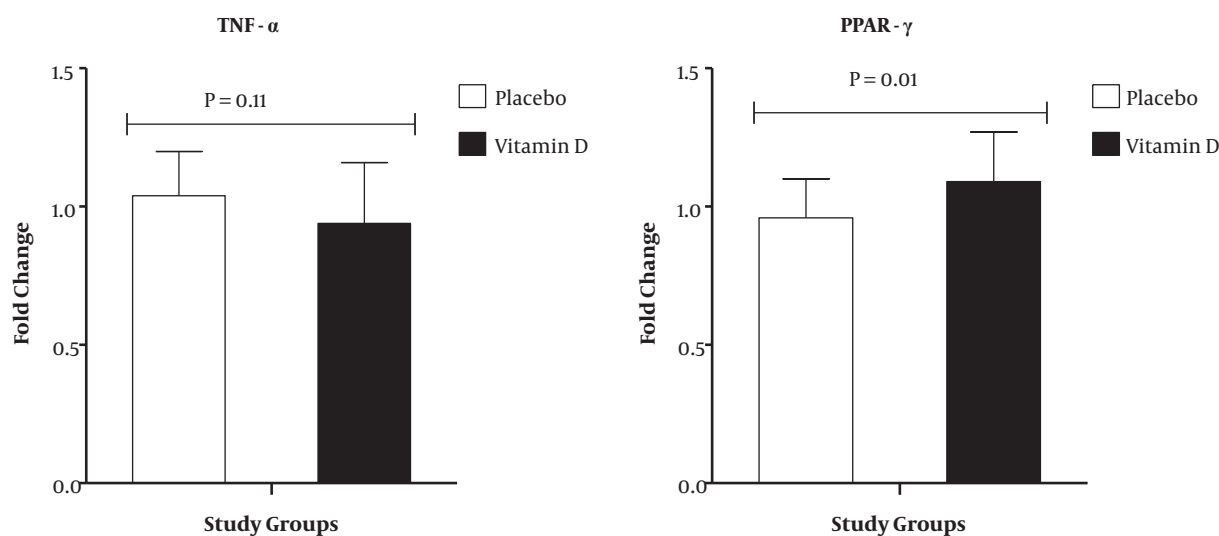 TNF - α
1.5
P = 0.11
Placebo
Vitamin D
1.0
Fold Change
0.5
0.0
Study Groups
PPAR - γ
1.5
P = 0.01
Placebo
Vitamin D
1.0
Fold Change
0.5
0.0
Study Groups